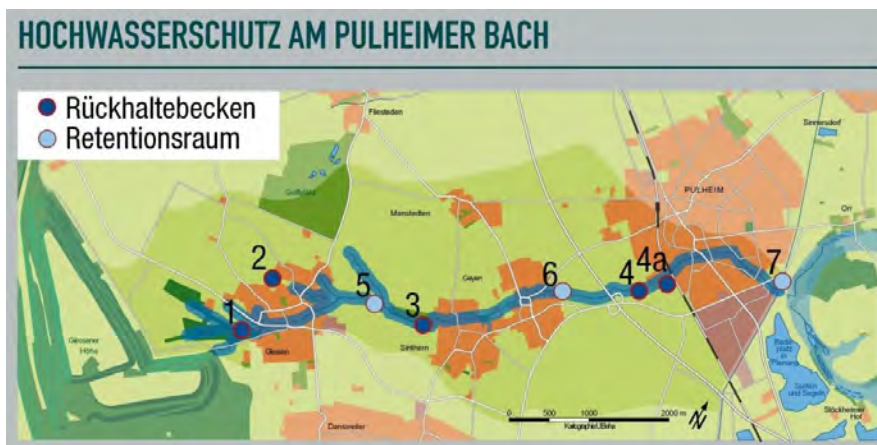 HOCHWASSERSCHUTZ AM PULHEIMER BACH
Rückhaltebecken
Retentionsraum
Fliesteden
Sinnersdorf
Golfplatz
PULHEIM
Manstedten
Orr
2
Geyen
6
4
4a
7
5
3
1
Glessen
Sinthern
Glessener
Höhe
Stöckheimer
Hof
Dansweiler
0 500 1000 2000 m
N